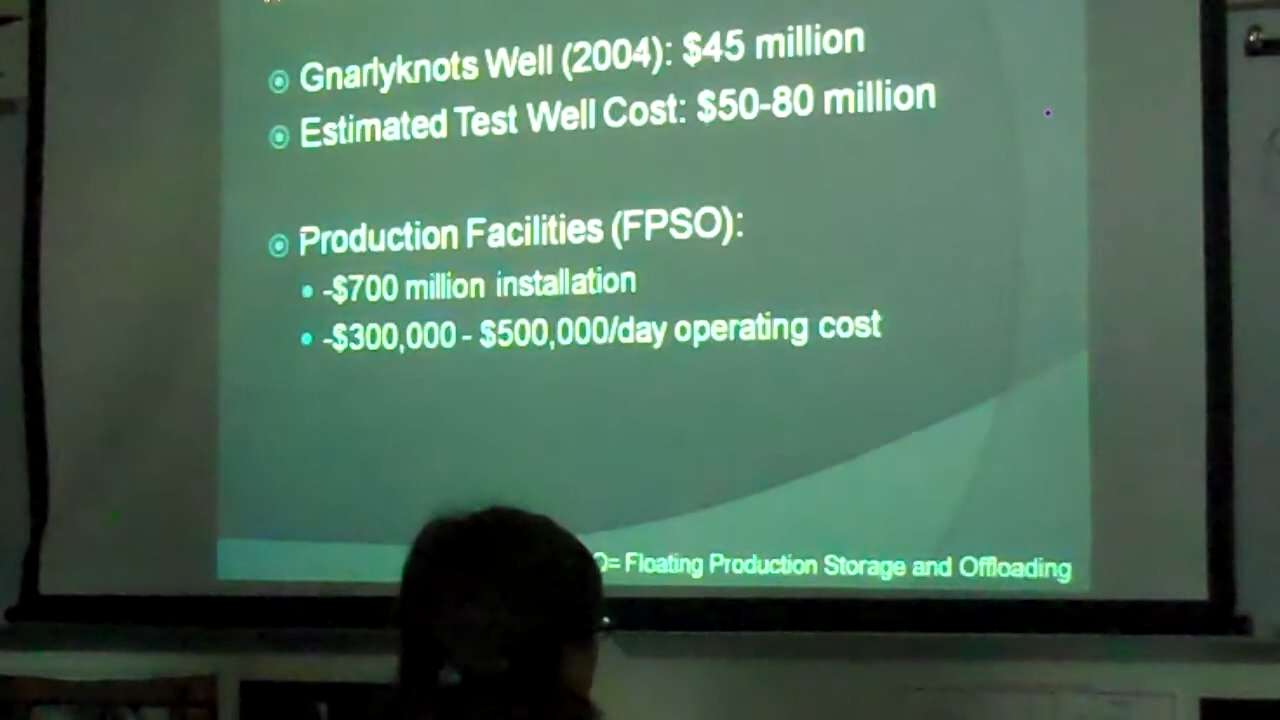 Gnarlyknots Well (2004): $45 million
Estimated Test Well Cost: $50-80 million
Production Facilities (FPSO):
-$700 million installation
-$300,000 - $500,000/day operating cost
= Floating Production Storage and Offloading